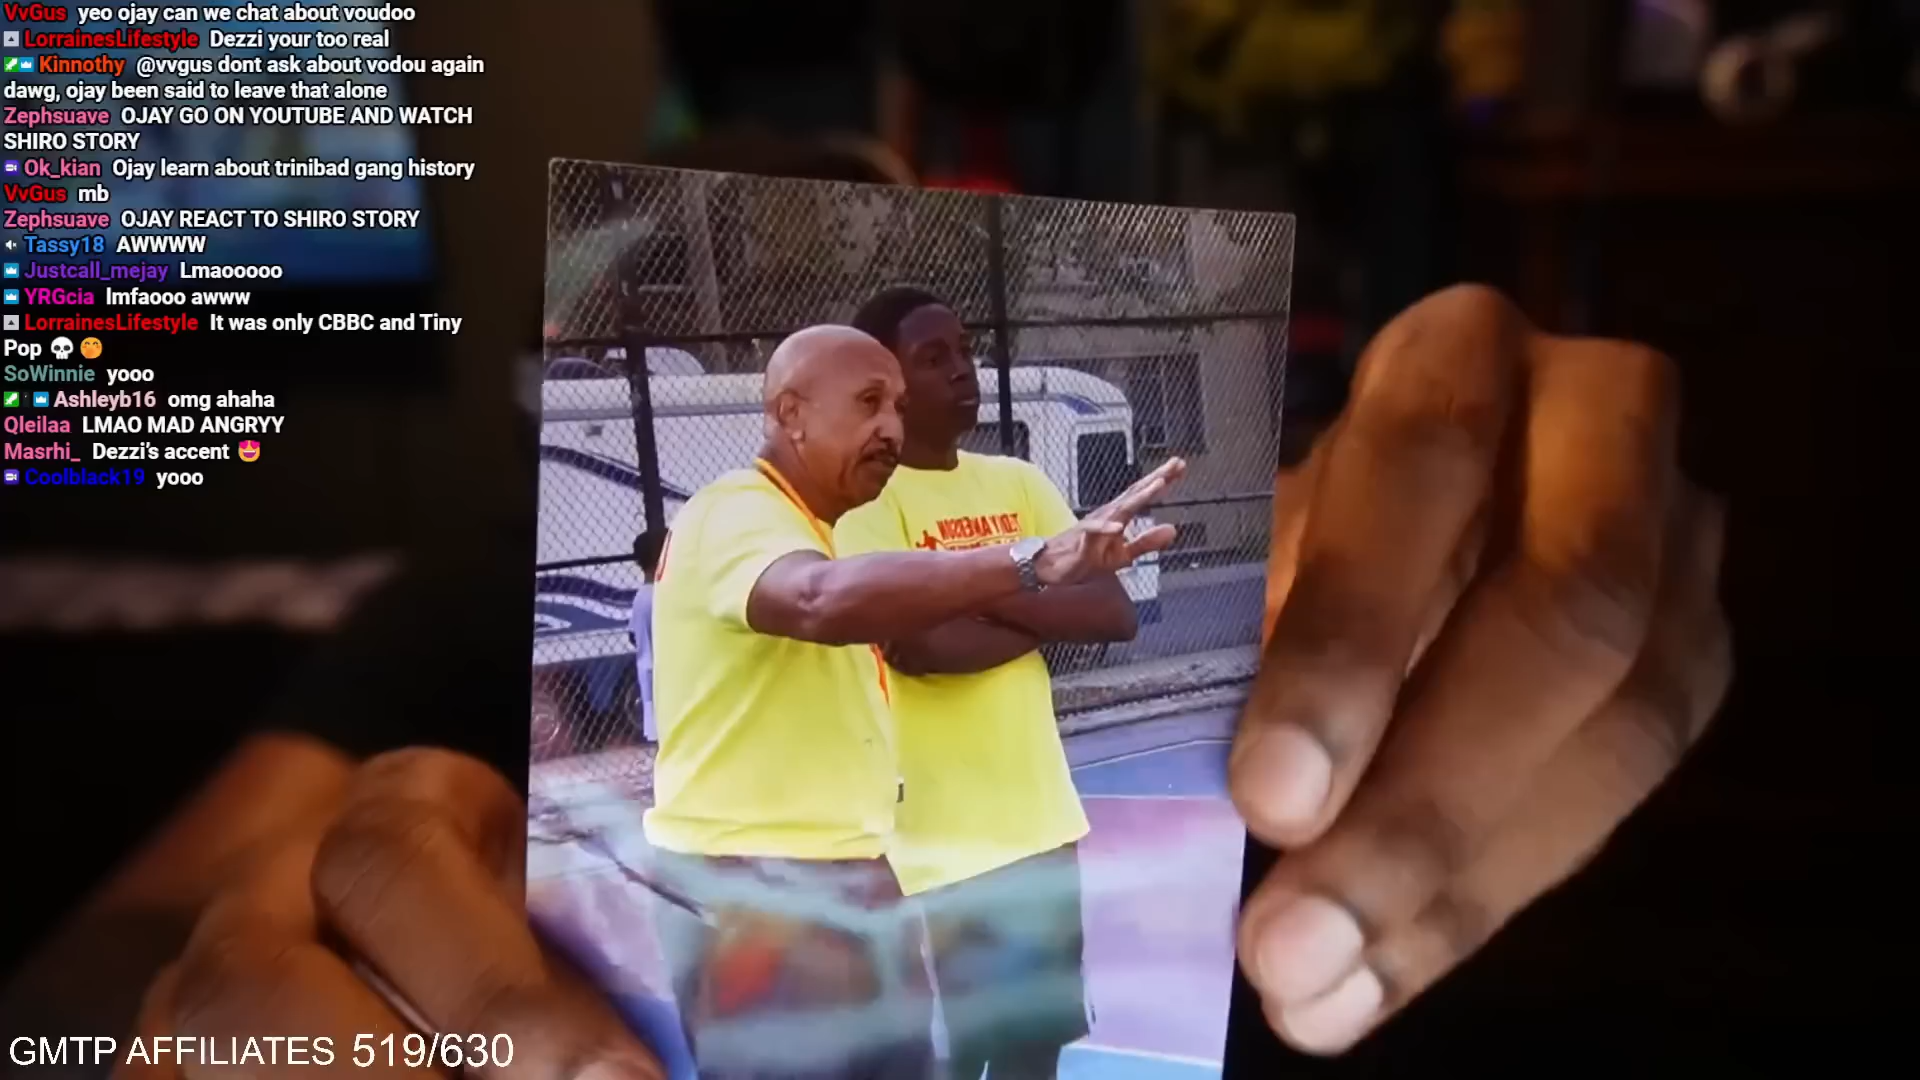 VvGus yeo ojay can we chat about voudoo
LorrainesLifestyle Dezzi your too real
Kinnothy @vvgus dont ask about vodou again
dawg, ojay been said to leave that alone
Zephsuave OJAY GO ON YOUTUBE AND WATCH
SHIRO STORY
Ok_kian Ojay learn about trinibad gang history
VvGus mb
Zephsuave OJAY REACT TO SHIRO STORY
Tassy18 AWWWW
Justcall_mejay Lmaooooo
YRGcia lmfaooo awww
LorrainesLifestyle It was only CBBC and Tiny
Pop 💀 🤭
SoWinnie yooo
Ashleyb16 omg ahaha
Qleilaa LMAO MAD ANGRYY
Masrhi_ Dezzi’s accent 🤩
Coolblack19 yooo
GMTP AFFILIATES 519/630